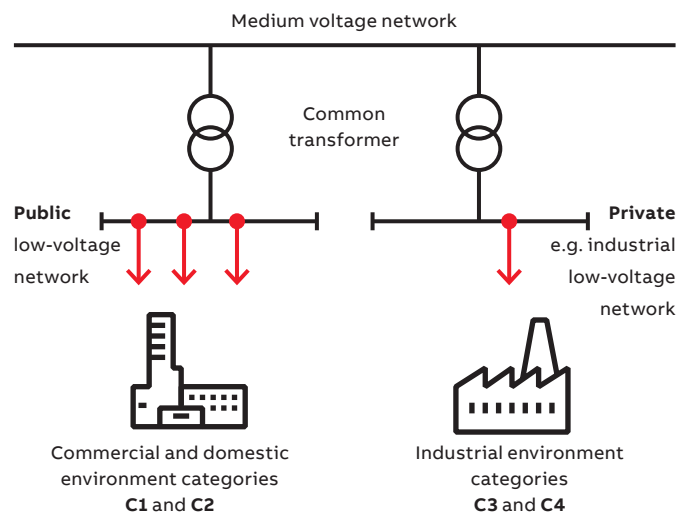 Medium voltage network
Common
transformer
Public
low-voltage
network
Private
e.g. industrial
low-voltage
network
Commercial and domestic
environment categories
C1 and C2
Industrial environment
categories
C3 and C4